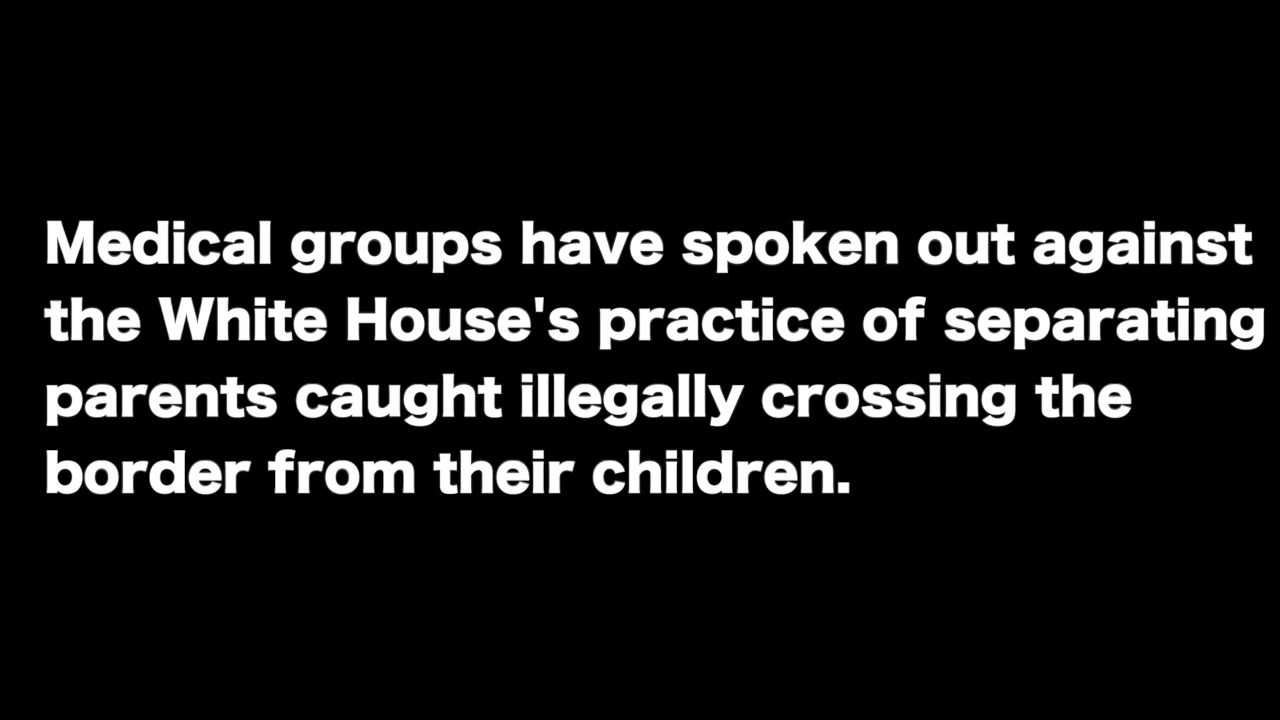 Medical groups have spoken out against
the White House's practice of separating
parents caught illegally crossing the
border from their children.